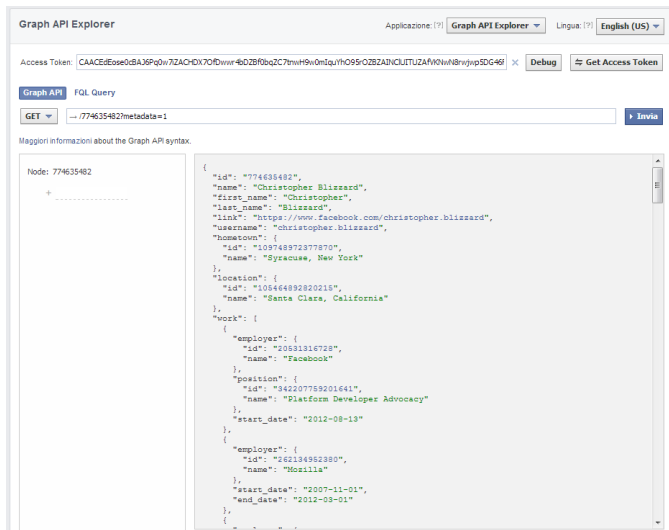 Graph API Explorer
Applicazione: [?] Graph API Explorer Lingua: [?] English (US)
Access Token: Debug Get Access Token
Graph API FQL Query
GET → /774635482?metadata=1 Invia
Maggiori informazioni about the Graph API syntax.
Node: 774635482
+
{
"id": "774635482",
"name": "Christopher Blizzard",
"first_name": "Christopher",
"last_name": "Blizzard",
"link": "https://www.facebook.com/christopher.blizzard",
"username": "christopher.blizzard",
"hometown": {
"id": "109748972377870",
"name": "Syracuse, New York"
},
"location": {
"id": "105464892820215",
"name": "Santa Clara, California"
},
"work": [
{
"employer": {
"id": "20531316728",
"name": "Facebook"
},
"position": {
"id": "342207759201641",
"name": "Platform Developer Advocacy"
},
"start_date": "2012-08-13"
},
{
"employer": {
"id": "262134952380",
"name": "Mozilla"
},
"start_date": "2007-11-01",
"end_date": "2012-03-01"
},
{